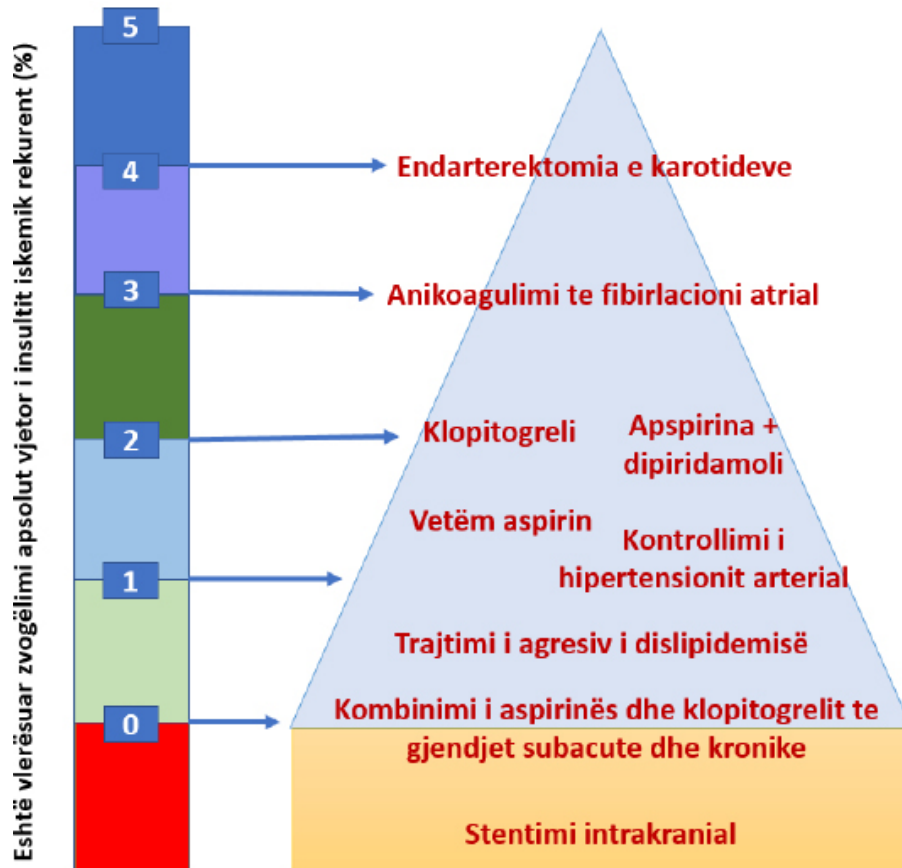 Eshtë vlerësuar zvogëlimi apsolut vjetor i insultit iskemik rekurent (%)
5
4
3
2
1
0
Endarterektomia e karotideve
Anikoagulimi te fibirlacioni atrial
Klopitogreli
Apspirina +
dipiridamoli
Vetëm aspirin
Kontrollimi i
hipertensionit arterial
Trajtimi i agresiv i dislipidemisë
Kombinimi i aspirinës dhe klopitogrelit te
gjendjet subacute dhe kronike
Stentimi intrakranial